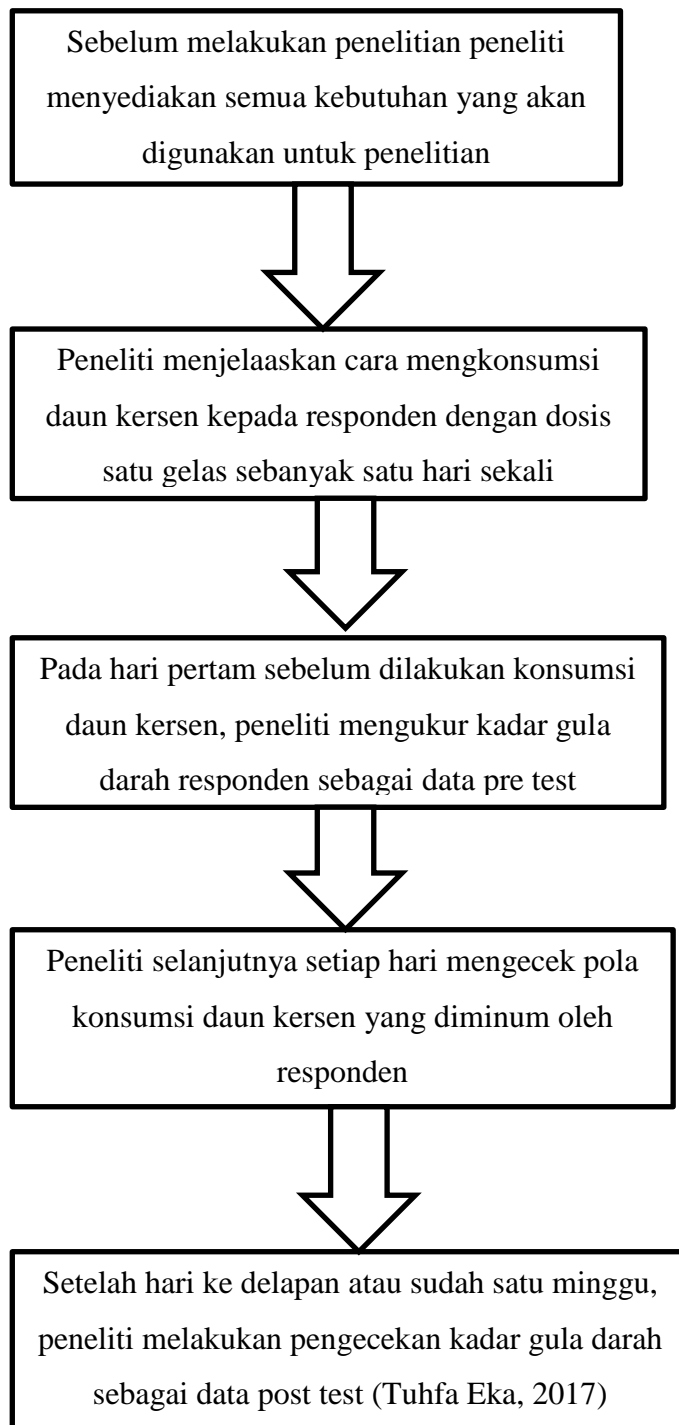 Sebelum melakukan penelitian peneliti
menyediakan semua kebutuhan yang akan
digunakan untuk penelitian
Peneliti menjelaaskan cara mengkonsumsi
daun kersen kepada responden dengan dosis
satu gelas sebanyak satu hari sekali
Pada hari pertam sebelum dilakukan konsumsi
daun kersen, peneliti mengukur kadar gula
darah responden sebagai data pre test
Peneliti selanjutnya setiap hari mengecek pola
konsumsi daun kersen yang diminum oleh
responden
Setelah hari ke delapan atau sudah satu minggu,
peneliti melakukan pengecekan kadar gula darah
sebagai data post test (Tuhfa Eka, 2017)